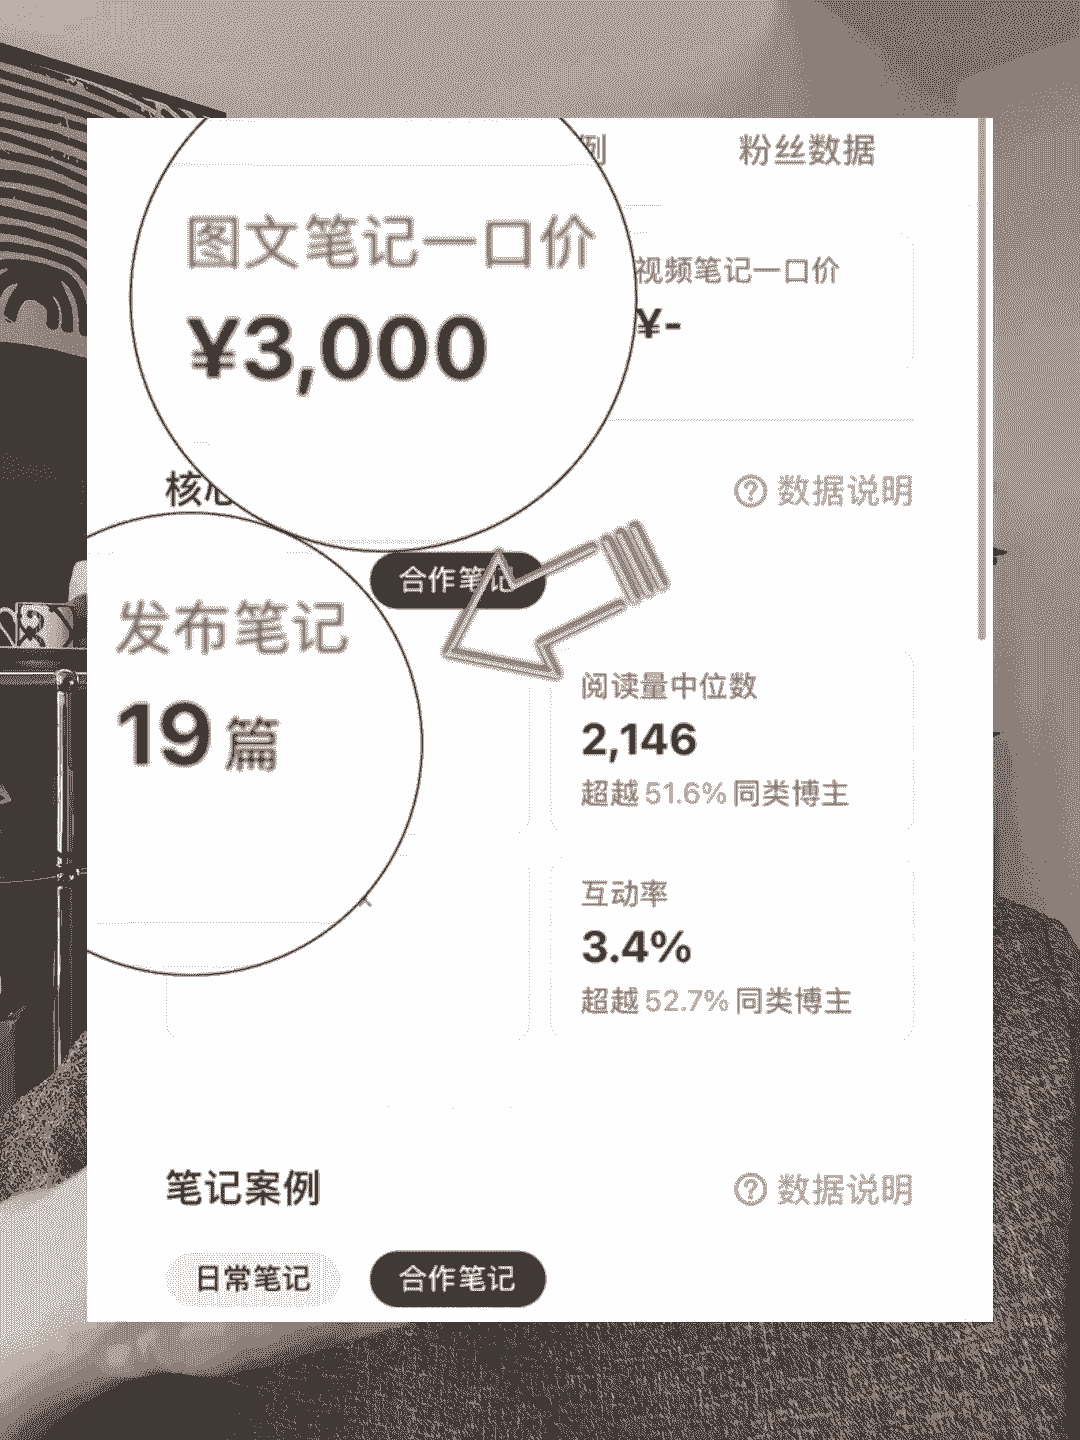 例
粉丝数据
图文笔记一口价
¥3,000
视频笔记一口价
¥-
核心
数据说明
合作笔记
发布笔记
19 篇
阅读量中位数
2,146
超越 51.6% 同类博主
互动率
3.4%
超越 52.7% 同类博主
笔记案例
数据说明
日常笔记
合作笔记